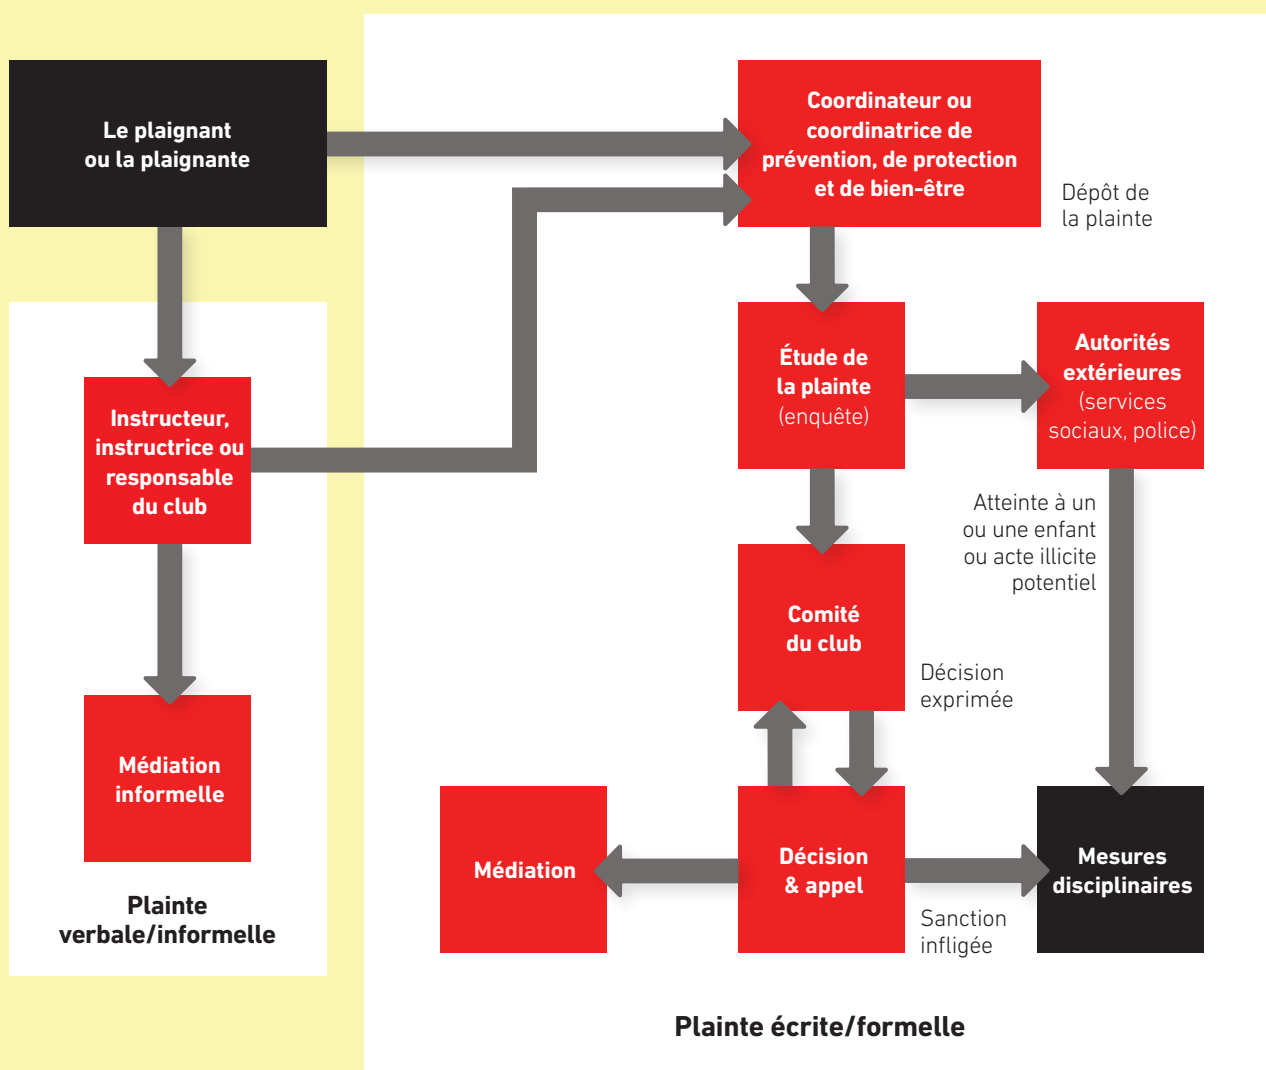 Le plaignant
ou la plaignante
Coordinateur ou
coordinatrice de
prévention, de protection
et de bien-être
Dépôt de
la plainte
Étude de
la plainte
(enquête)
Autorités
extérieures
(services
sociaux, police)
Instructeur,
instructrice ou
responsable
du club
Atteinte à un
ou une enfant
ou acte illicite
potentiel
Comité
du club
Décision
exprimée
Médiation
informelle
Plainte
verbale/informelle
Médiation
Décision
& appel
Sanction
infligée
Mesures
disciplinaires
Plainte écrite/formelle